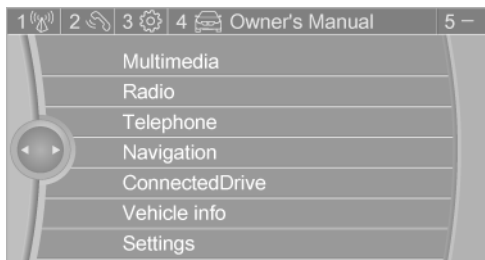 1 2 3 4 Owner's Manual 5 –
Multimedia
Radio
Telephone
Navigation
ConnectedDrive
Vehicle info
Settings